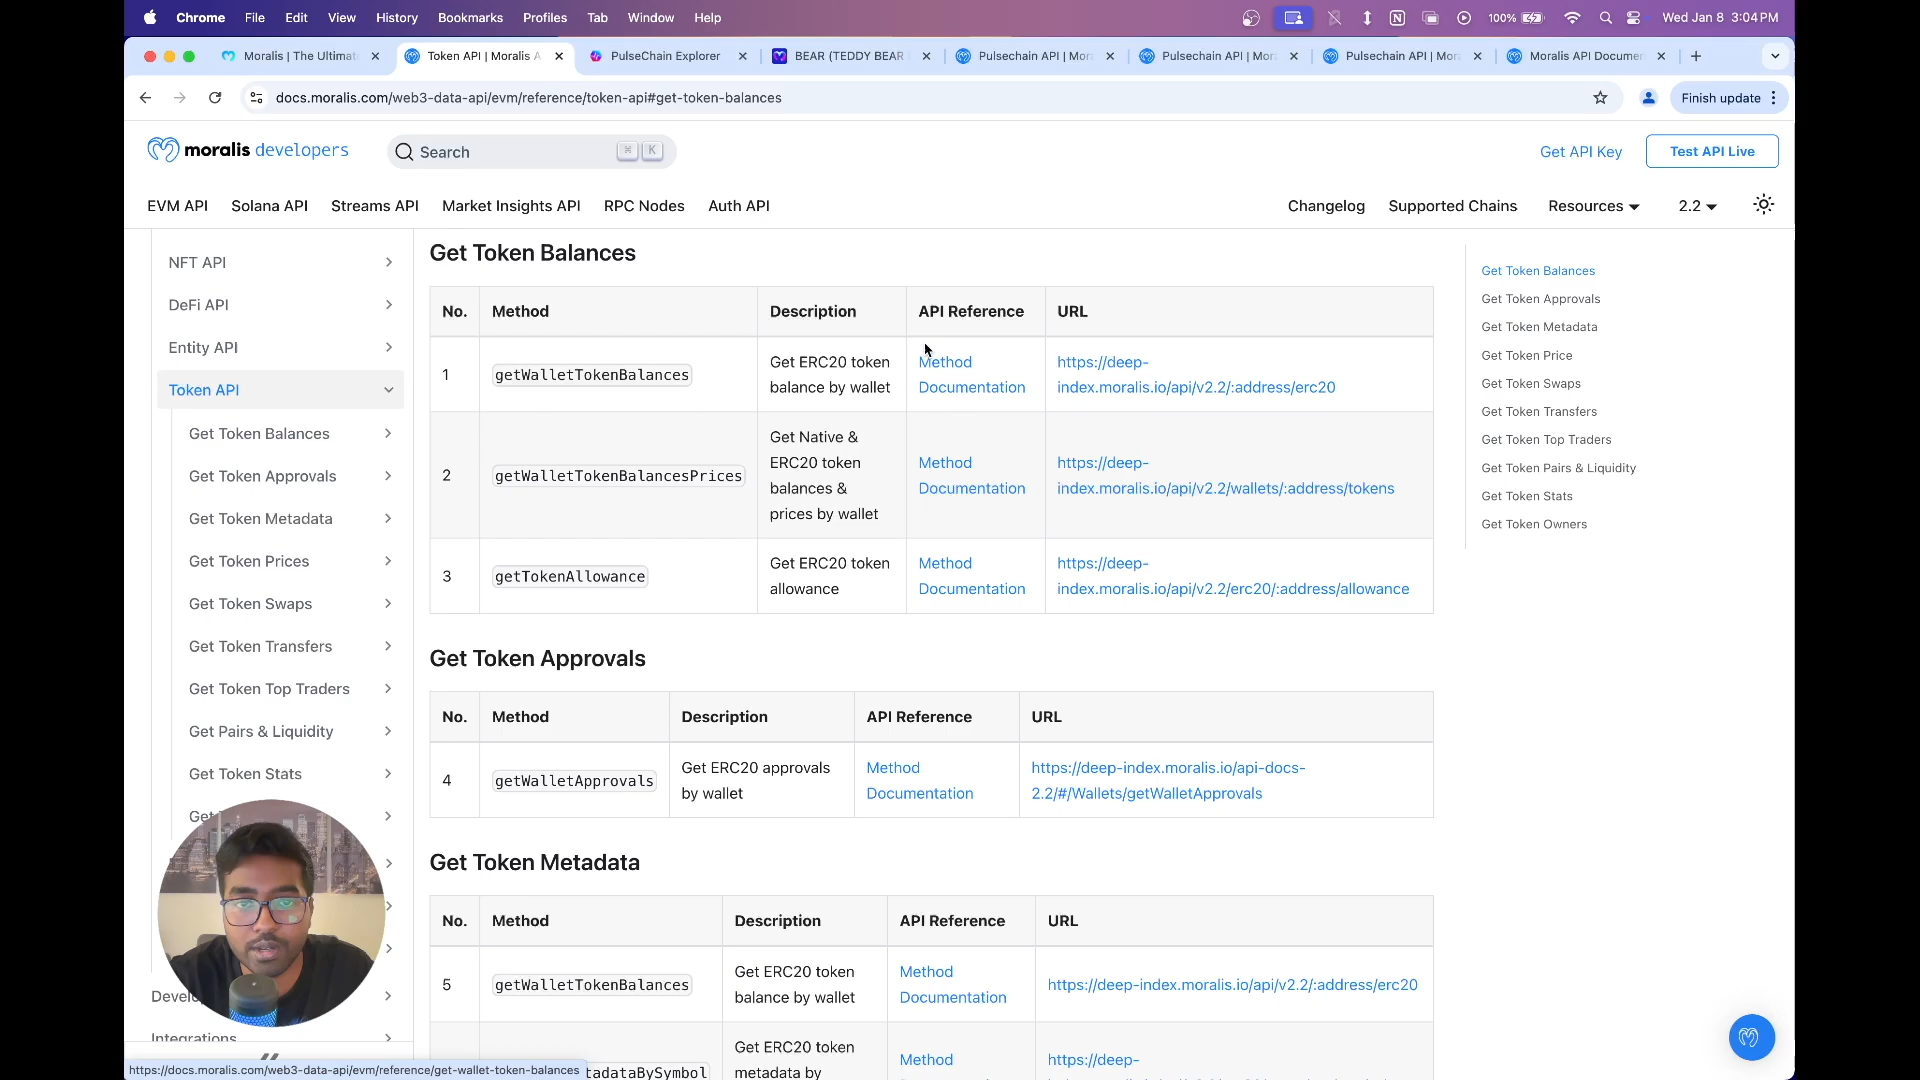 Chrome File Edit View History Bookmarks Profiles Tab Window Help
100% Wed Jan 8 3:04 PM
Moralis | The Ultimat
Token API | Moralis A
PulseChain Explorer
BEAR (TEDDY BEAR
Pulsechain API | Mor
Pulsechain API | Mor
Pulsechain API | Mor
Moralis API Documen
docs.moralis.com/web3-data-api/evm/reference/token-api#get-token-balances
Finish update
moralis developers
Search ⌘ K
Get API Key
Test API Live
EVM API Solana API Streams API Market Insights API RPC Nodes Auth API
Changelog Supported Chains Resources 2.2
NFT API
DeFi API
Entity API
Token API
Get Token Balances
Get Token Approvals
Get Token Metadata
Get Token Prices
Get Token Swaps
Get Token Transfers
Get Token Top Traders
Get Pairs & Liquidity
Get Token Stats
Integrations
Get Token Balances
No. Method Description API Reference URL
1 getWalletTokenBalances
Get ERC20 token
balance by wallet
Method
Documentation
https://deep-
index.moralis.io/api/v2.2/:address/erc20
2 getWalletTokenBalancesPrices
Get Native &
ERC20 token
balances &
prices by wallet
Method
Documentation
https://deep-
index.moralis.io/api/v2.2/wallets/:address/tokens
3 getTokenAllowance
Get ERC20 token
allowance
Method
Documentation
https://deep-
index.moralis.io/api/v2.2/erc20/:address/allowance
Get Token Approvals
No. Method Description API Reference URL
4 getWalletApprovals
Get ERC20 approvals
by wallet
Method
Documentation
https://deep-index.moralis.io/api-docs-
2.2/#/Wallets/getWalletApprovals
Get Token Metadata
No. Method Description API Reference URL
5 getWalletTokenBalances
Get ERC20 token
balance by wallet
Method
Documentation
https://deep-index.moralis.io/api/v2.2/:address/erc20
tadataBySymbol
Get ERC20 token
metadata by
Method
https://deep-
Get Token Balances
Get Token Approvals
Get Token Metadata
Get Token Price
Get Token Swaps
Get Token Transfers
Get Token Top Traders
Get Token Pairs & Liquidity
Get Token Stats
Get Token Owners
https://docs.moralis.com/web3-data-api/evm/reference/get-wallet-token-balances